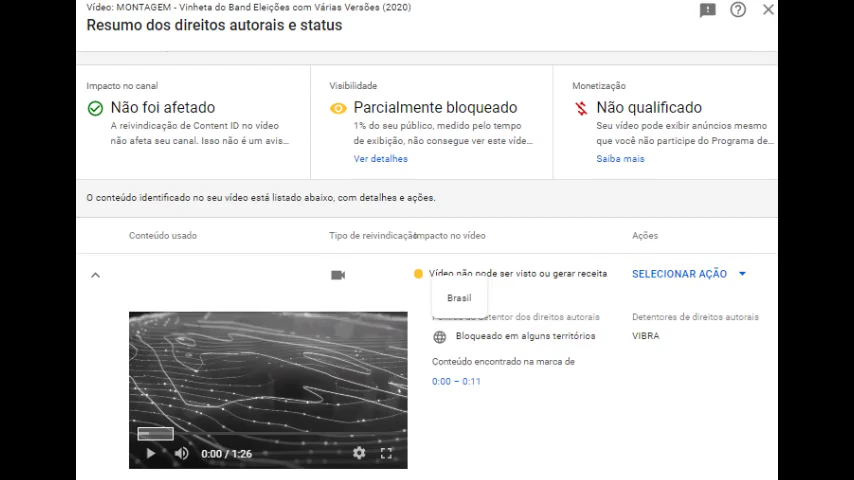 Vídeo: MONTAGEM - Vinheta do Band Eleições com Várias Versões (2020)
Resumo dos direitos autorais e status
Impacto no canal
Não foi afetado
A reivindicação de Content ID no vídeo
não afeta seu canal. Isso não é um avis...
Visibilidade
Parcialmente bloqueado
1% do seu público, medido pelo tempo
de exibição, não consegue ver este víde...
Ver detalhes
Monetização
Não qualificado
Seu vídeo pode exibir anúncios mesmo
que você não participe do Programa de...
Saiba mais
O conteúdo identificado no seu vídeo está listado abaixo, com detalhes e ações.
Conteúdo usado
Tipo de reivindicação
Impacto no vídeo
Ações
Vídeo não pode ser visto ou gerar receita
SELECIONAR AÇÃO
Brasil
detentor dos direitos autorais
Detentores de direitos autorais
Bloqueado em alguns territórios
VIBRA
Conteúdo encontrado na marca de
0:00 – 0:11
0:00 / 1:26